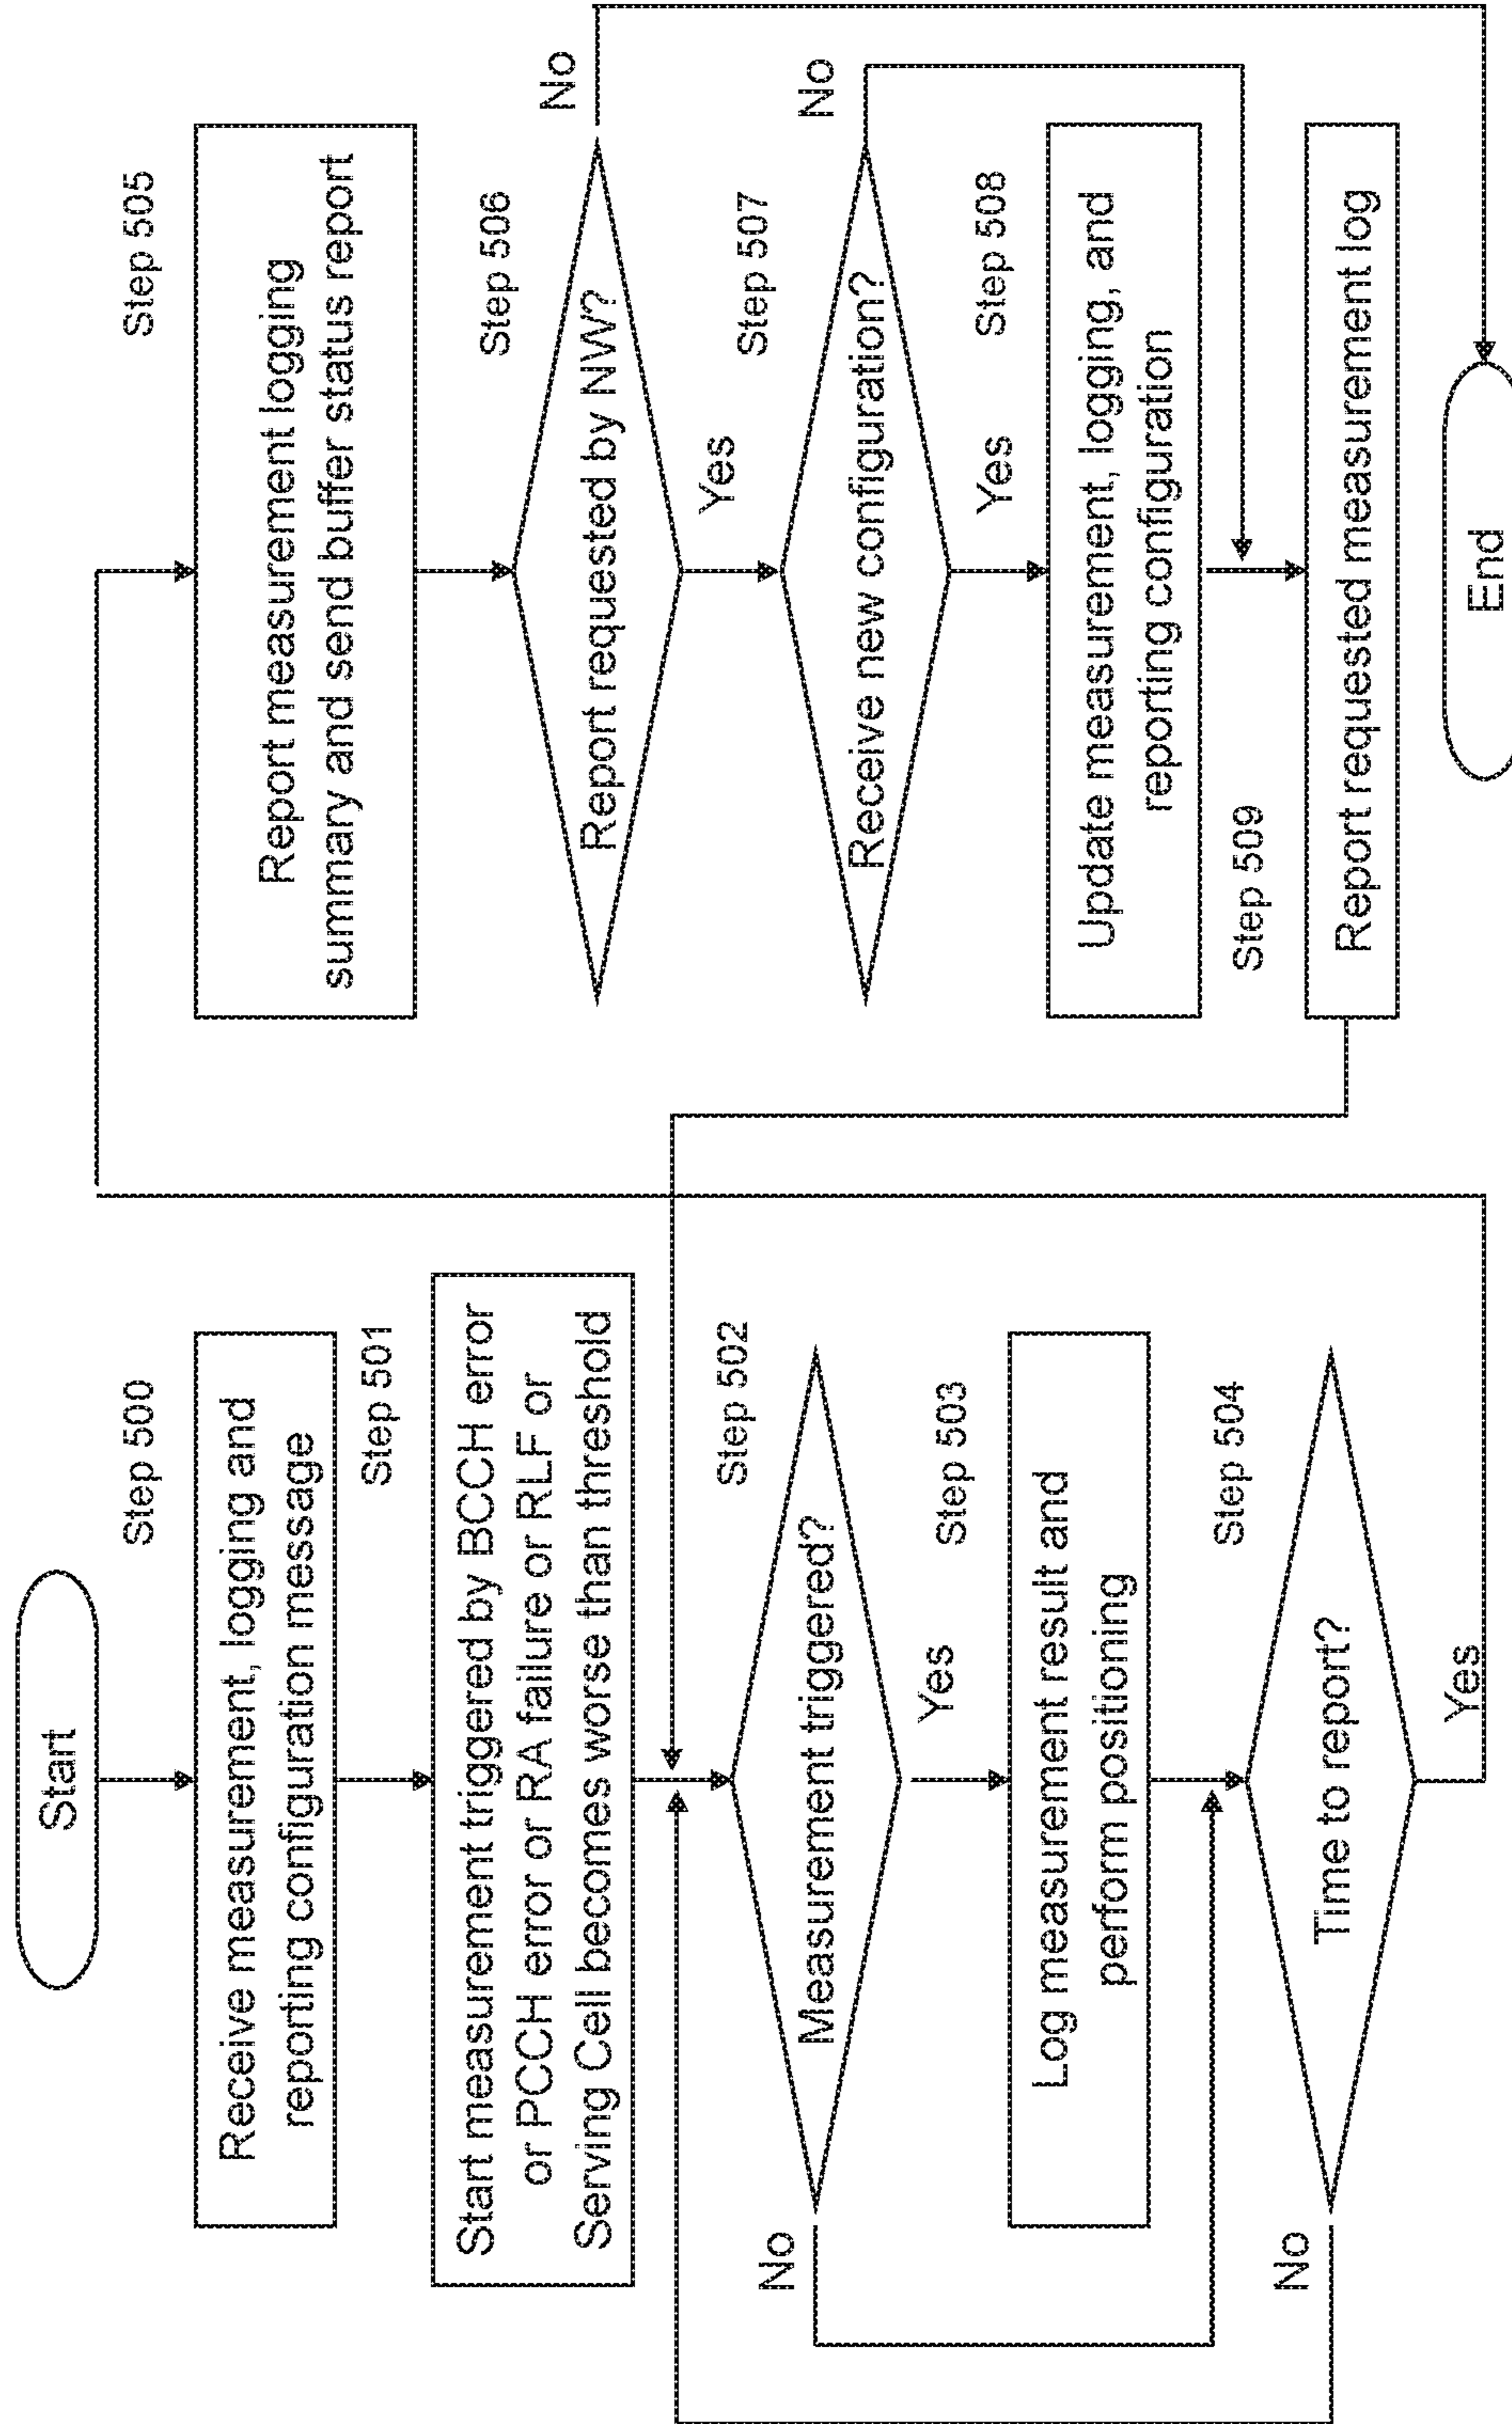 Start
Step 500
Receive measurement, logging and
reporting configuration message
Step 501
Start measurement triggered by BCCH error
or PCCH error or RA failure or RLF or
Serving Cell becomes worse than threshold
Step 502
Measurement triggered?
No
Yes
Step 503
Log measurement result and
perform positioning
Step 504
Time to report?
No
Yes
Step 505
Report measurement logging
summary and send buffer status report
Step 506
Report requested by NW?
No
Yes
Step 507
Receive new configuration?
No
Yes
Step 508
Update measurement, logging, and
reporting configuration
Step 509
Report requested measurement log
End